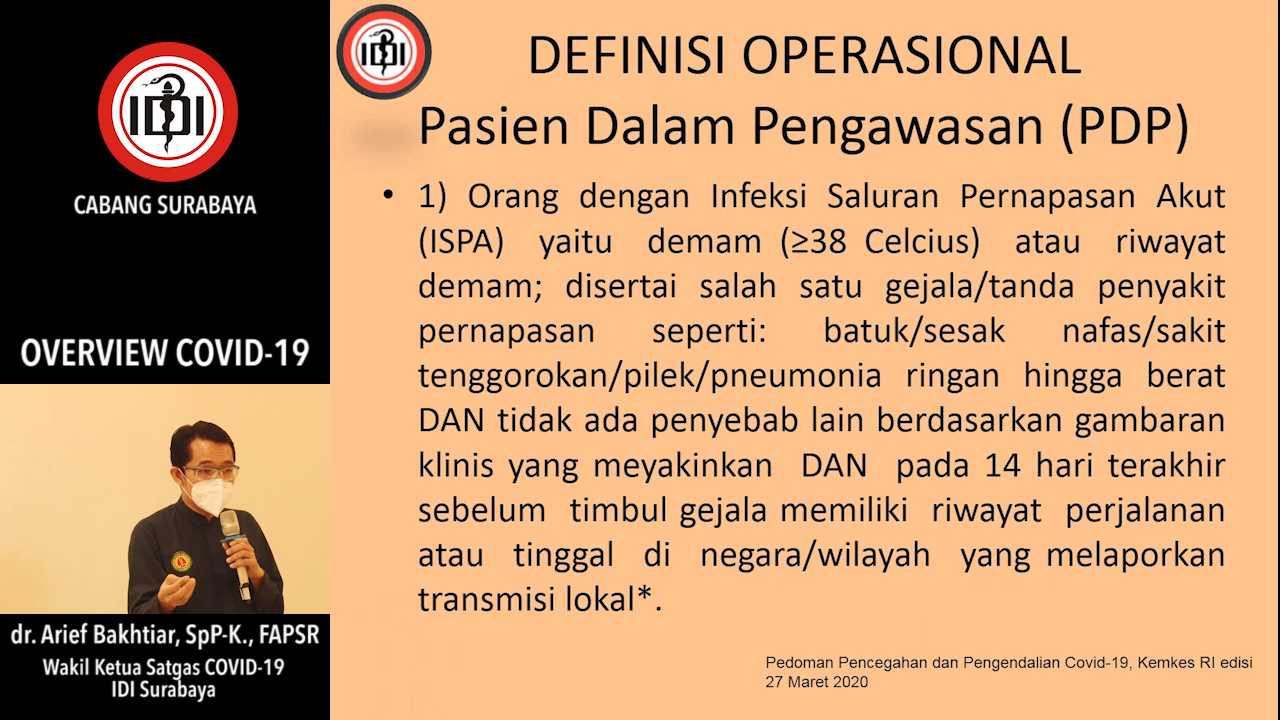 IDI
CABANG SURABAYA
OVERVIEW COVID-19
dr. Arief Bakhtiar, SpP-K., FAPSR
Wakil Ketua Satgas COVID-19
IDI Surabaya
IDI
DEFINISI OPERASIONAL
Pasien Dalam Pengawasan (PDP)
• 1) Orang dengan Infeksi Saluran Pernapasan Akut
(ISPA) yaitu demam (≥38 Celcius) atau riwayat
demam; disertai salah satu gejala/tanda penyakit
pernapasan seperti: batuk/sesak nafas/sakit
tenggorokan/pilek/pneumonia ringan hingga berat
DAN tidak ada penyebab lain berdasarkan gambaran
klinis yang meyakinkan DAN pada 14 hari terakhir
sebelum timbul gejala memiliki riwayat perjalanan
atau tinggal di negara/wilayah yang melaporkan
transmisi lokal*.
Pedoman Pencegahan dan Pengendalian Covid-19, Kemkes RI edisi
27 Maret 2020